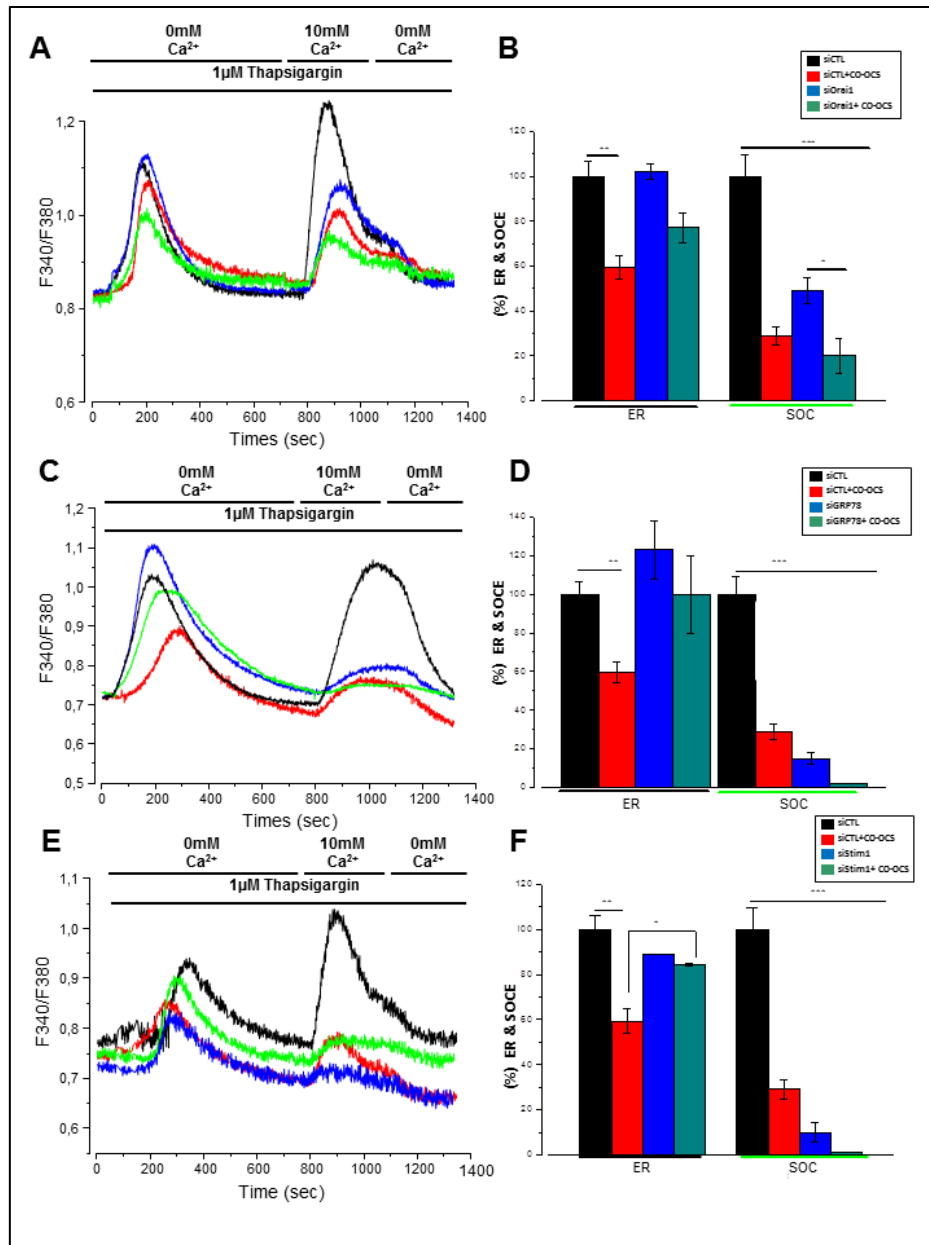 A
0mM
Ca²⁺
10mM
Ca²⁺
0mM
Ca²⁺
1µM Thapsigargin
1,2
1,0
0,8
0,6
F340/F380
0 200 400 600 800 1000 1200 1400
Times (sec)
B
siCTL
siCTL+CO-OCS
siOrai1
siOrai1+ CO-OCS
120
100
80
60
40
20
0
(%) ER & SOCE
--
---
-
ER
SOC
C
0mM
Ca²⁺
10mM
Ca²⁺
0mM
Ca²⁺
1µM Thapsigargin
1,2
1,1
1,0
0,9
0,8
0,7
0,6
0,5
F340/F380
0 200 400 600 800 1000 1200 1400
Times (sec)
D
siCTL
siCTL+CO-OCS
siGRP78
siGRP78+ CO-OCS
140
120
100
80
60
40
20
0
(%) ER & SOCE
--
---
ER
SOC
E
0mM
Ca²⁺
10mM
Ca²⁺
0mM
Ca²⁺
1µM Thapsigargin
1,1
1,0
0,9
0,8
0,7
0,6
F340/F380
0 200 400 600 800 1000 1200 1400
Time (sec)
F
siCTL
siCTL+CO-OCS
siStim1
siStim1+ CO-OCS
120
100
80
60
40
20
0
(%) ER & SOCE
--
-
---
ER
SOC